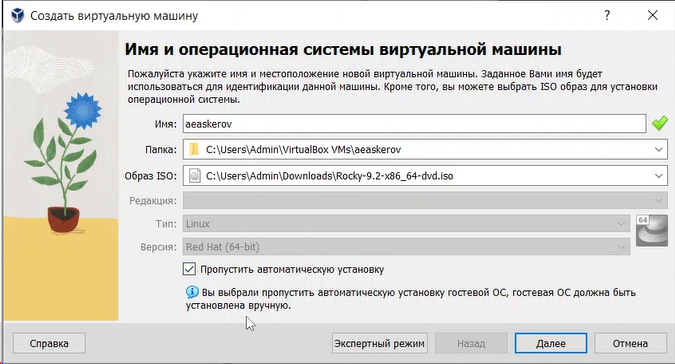 Создать виртуальную машину
Имя и операционная системы виртуальной машины
Пожалуйста укажите имя и местоположение новой виртуальной машины. Заданное Вами имя будет
использоваться для идентификации данной машины. Кроме того, вы можете выбрать ISO образ для установки
операционной системы.
Имя: aeaskerov
Папка: C:\Users\Admin\VirtualBox VMs\aeaskerov
Образ ISO: C:\Users\Admin\Downloads\Rocky-9.2-x86_64-dvd.iso
Редакция:
Тип: Linux
64
Версия: Red Hat (64-bit)
Пропустить автоматическую установку
Вы выбрали пропустить автоматическую установку гостевой ОС, гостевая ОС должна быть
установлена вручную.
Справка Экспертный режим Назад Далее Отмена